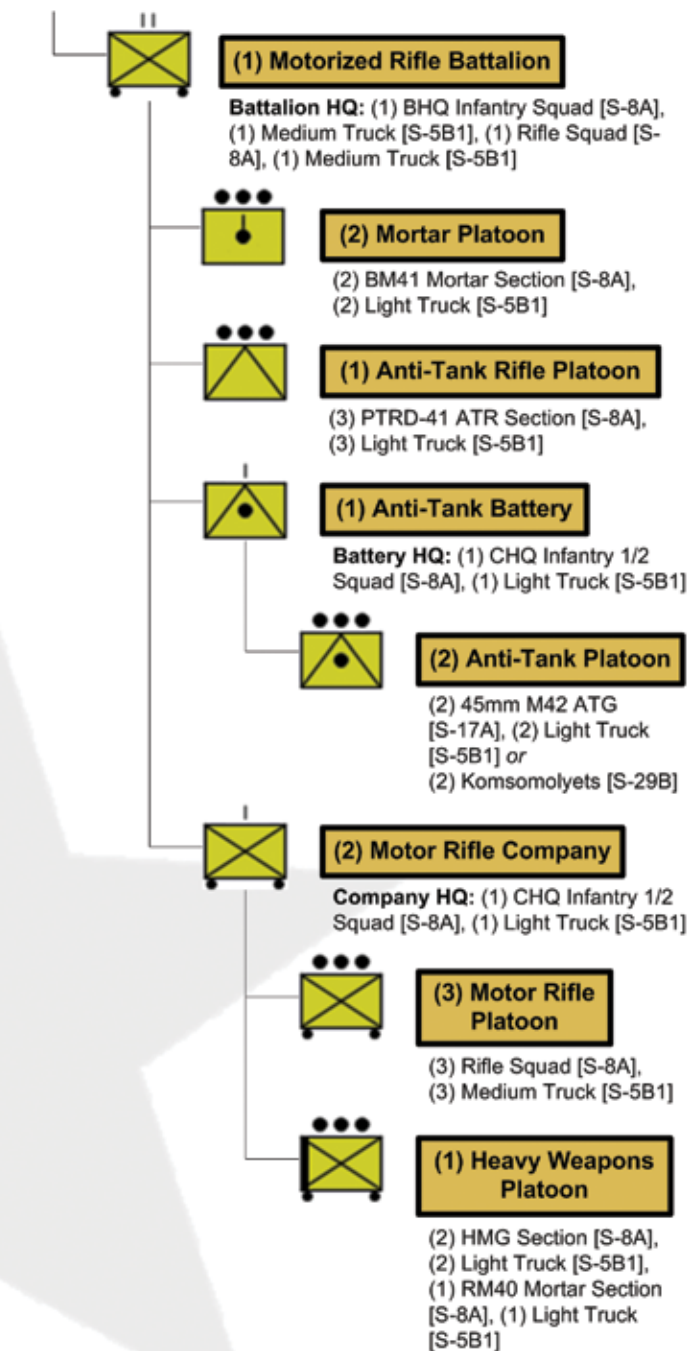 (1) Motorized Rifle Battalion
Battalion HQ: (1) BHQ Infantry Squad [S-8A],
(1) Medium Truck [S-5B1], (1) Rifle Squad [S-
8A], (1) Medium Truck [S-5B1]
(2) Mortar Platoon
(2) BM41 Mortar Section [S-8A],
(2) Light Truck [S-5B1]
(1) Anti-Tank Rifle Platoon
(3) PTRD-41 ATR Section [S-8A],
(3) Light Truck [S-5B1]
(1) Anti-Tank Battery
Battery HQ: (1) CHQ Infantry 1/2
Squad [S-8A], (1) Light Truck [S-5B1]
(2) Anti-Tank Platoon
(2) 45mm M42 ATG
[S-17A], (2) Light Truck
[S-5B1] or
(2) Komsomolyets [S-29B]
(2) Motor Rifle Company
Company HQ: (1) CHQ Infantry 1/2
Squad [S-8A], (1) Light Truck [S-5B1]
(3) Motor Rifle
Platoon
(3) Rifle Squad [S-8A],
(3) Medium Truck [S-5B1]
(1) Heavy Weapons
Platoon
(2) HMG Section [S-8A],
(2) Light Truck [S-5B1],
(1) RM40 Mortar Section
[S-8A], (1) Light Truck
[S-5B1]